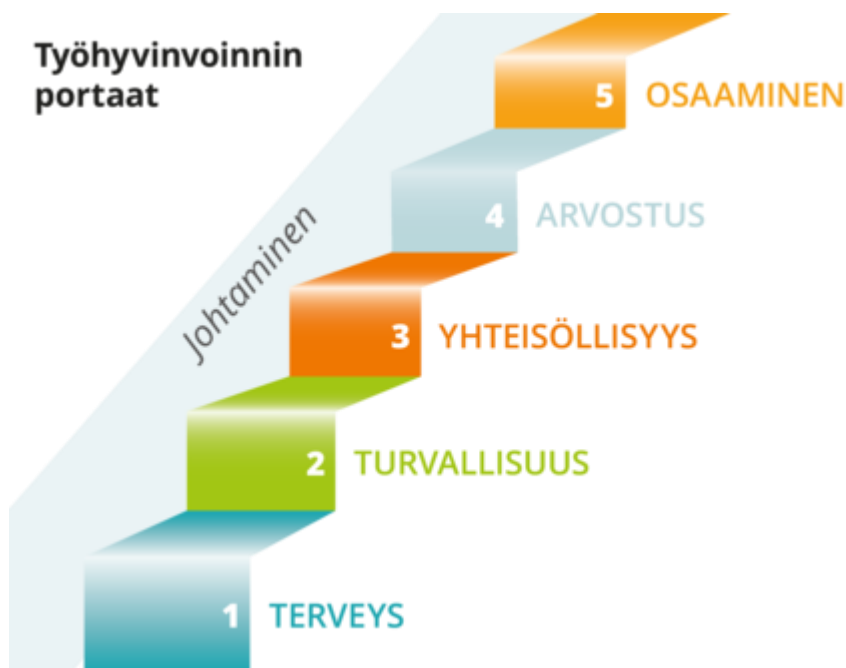 Työhyvinvoinnin
portaat
5 OSAAMINEN
4 ARVOSTUS
Johtaminen
3 YHTEISÖLLISYYS
2 TURVALLISUUS
1 TERVEYS